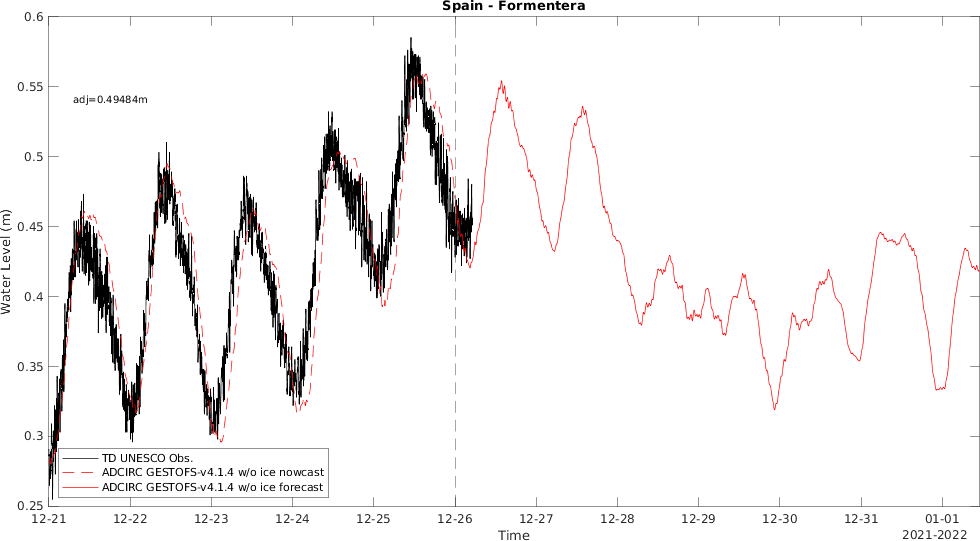 Spain - Formentera
0.6
0.55
0.5
0.45
0.4
0.35
0.3
0.25
Water Level (m)
adj=0.49484m
TD UNESCO Obs.
ADCIRC GESTOFS-v4.1.4 w/o ice nowcast
ADCIRC GESTOFS-v4.1.4 w/o ice forecast
12-21 12-22 12-23 12-24 12-25 12-26 12-27 12-28 12-29 12-30 12-31 01-01
Time
2021-2022